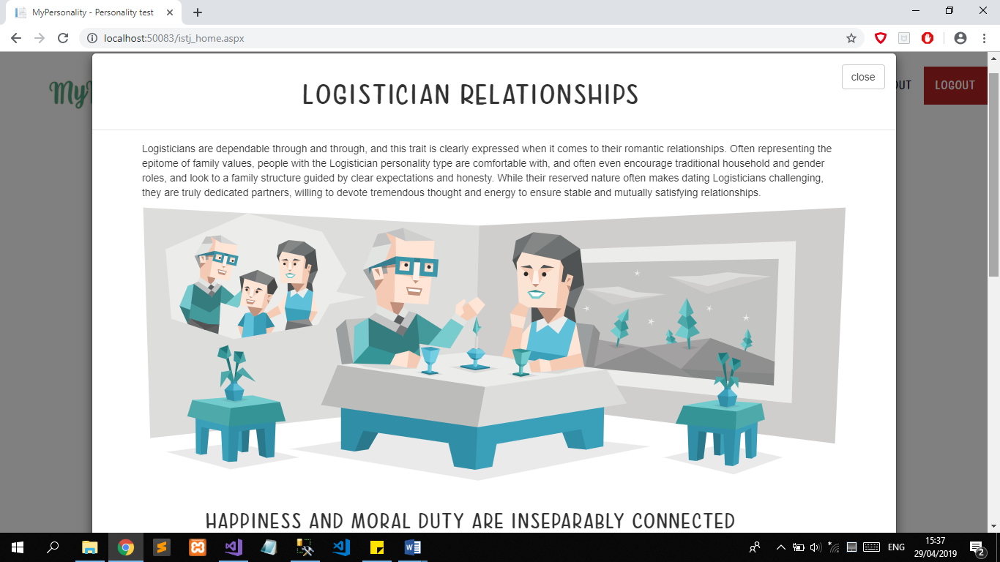 MyPersonality - Personality test
localhost:50083/istj_home.aspx
close
LOGOUT
LOGISTICIAN RELATIONSHIPS
Logisticians are dependable through and through, and this trait is clearly expressed when it comes to their romantic relationships. Often representing the
epitome of family values, people with the Logistician personality type are comfortable with, and often even encourage traditional household and gender
roles, and look to a family structure guided by clear expectations and honesty. While their reserved nature often makes dating Logisticians challenging,
they are truly dedicated partners, willing to devote tremendous thought and energy to ensure stable and mutually satisfying relationships.
HAPPINESS AND MORAL DUTY ARE INSEPARABLY CONNECTED
ENG
15:37
29/04/2019
2